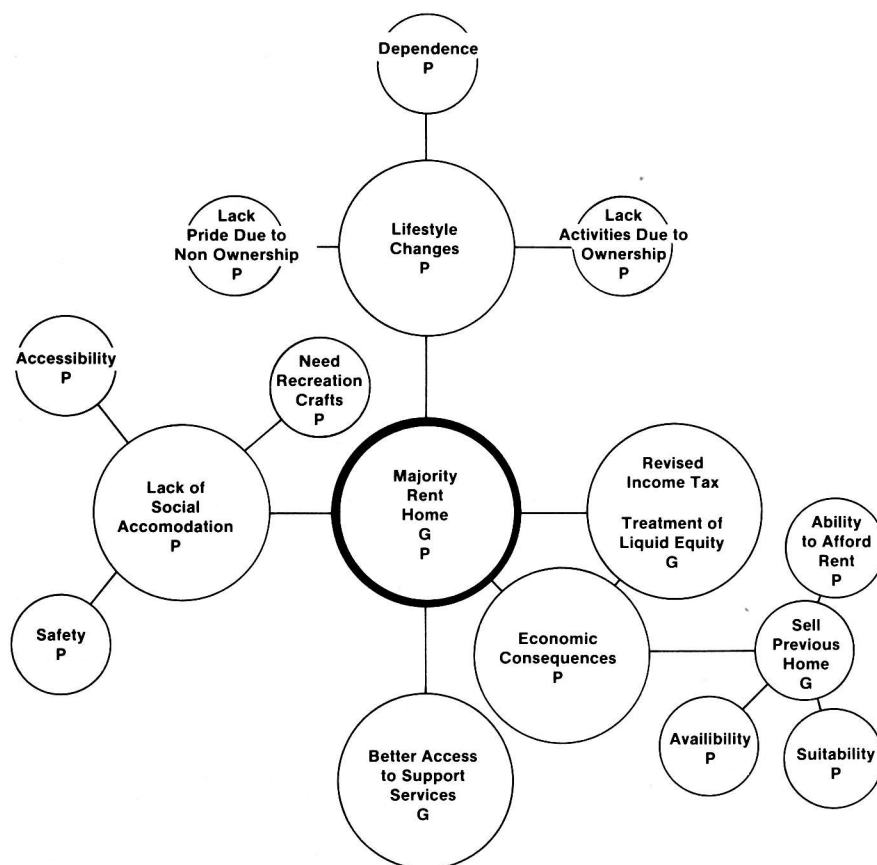 Dependence
P
Lifestyle
Changes
P
Lack
Pride Due to
Non Ownership
P
Lack
Activities Due to
Ownership
P
Accessibility
P
Need
Recreation
Crafts
P
Lack of
Social
Accomodation
P
Safety
P
Majority
Rent
Home
G
P
Revised
Income Tax
Treatment of
Liquid Equity
G
Ability
to Afford
Rent
P
Economic
Consequences
P
Sell
Previous
Home
G
Availibility
P
Suitability
P
Better Access
to Support
Services
G